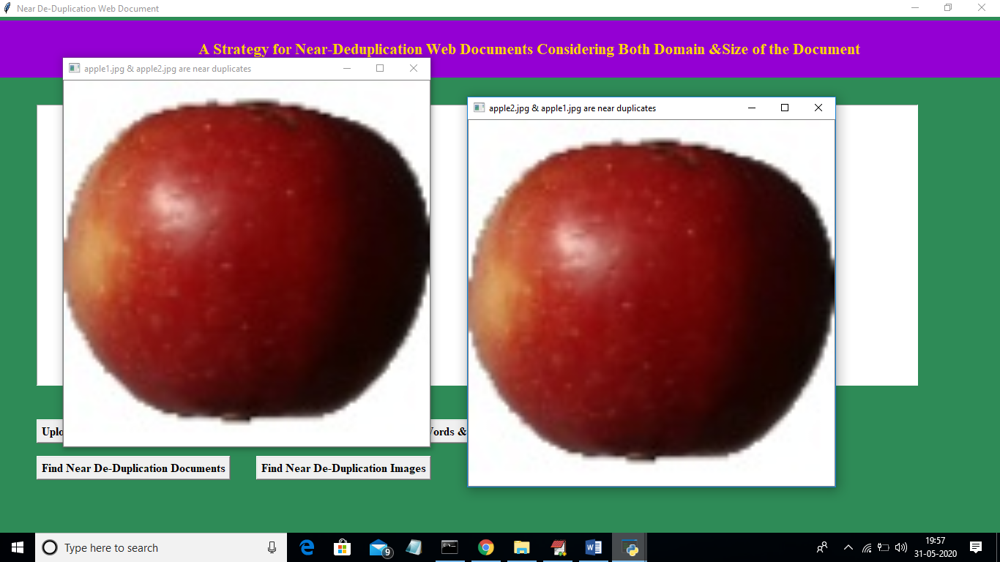 Near De-Duplication Web Document
A Strategy for Near-Deduplication Web Documents Considering Both Domain &Size of the Document
apple1.jpg & apple2.jpg are near duplicates
apple2.jpg & apple1.jpg are near duplicates
&
Find Near De-Duplication Documents
Find Near De-Duplication Images
Type here to search
9
19:57
31-05-2020